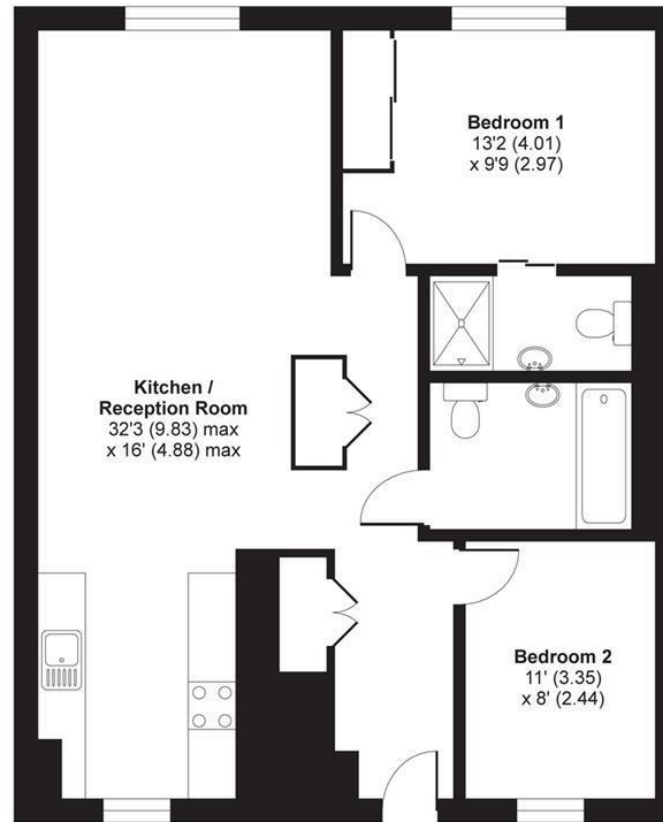 Bedroom 1
13'2 (4.01)
x 9'9 (2.97)
Kitchen /
Reception Room
32'3 (9.83) max
x 16' (4.88) max
Bedroom 2
11' (3.35)
x 8' (2.44)